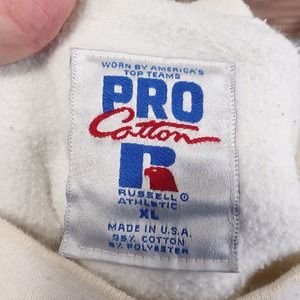 WORN BY AMERICA'S
TOP TEAMS
PRO
Cotton
R
RUSSELL ®
ATHLETIC
XL
MADE IN U.S.A.
95% COTTON
5% POLYESTER